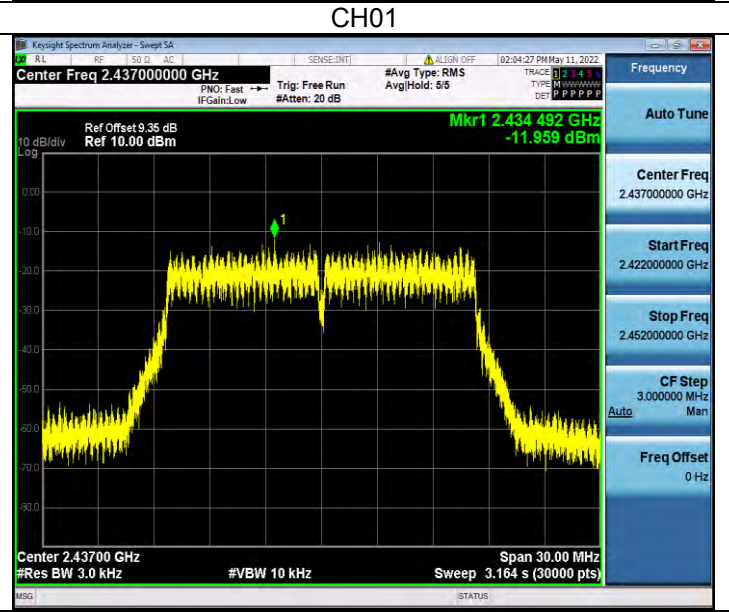 CH01
Keysight Spectrum Analyzer - Swept SA
RL RF 50 Ω AC SENSE:INT ALIGN OFF 02:04:27 PM May 11, 2022
Center Freq 2.437000000 GHz
PNO: Fast
IFGain:Low
Trig: Free Run
#Atten: 20 dB
#Avg Type: RMS
Avg|Hold: 5/5
TRACE 1 2 3 4 5 6
TYPE M WWWWW
DET P P P P P P
Ref Offset 9.35 dB
Ref 10.00 dBm
10 dB/div
Log
Mkr1 2.434 492 GHz
-11.959 dBm
0.00
-10.0
-20.0
-30.0
-40.0
-50.0
-60.0
-70.0
-80.0
1
Center 2.43700 GHz
#Res BW 3.0 kHz
#VBW 10 kHz
Span 30.00 MHz
Sweep 3.164 s (30000 pts)
MSG
STATUS
Frequency
Auto Tune
Center Freq
2.437000000 GHz
Start Freq
2.422000000 GHz
Stop Freq
2.452000000 GHz
CF Step
3.000000 MHz
Auto Man
Freq Offset
0 Hz